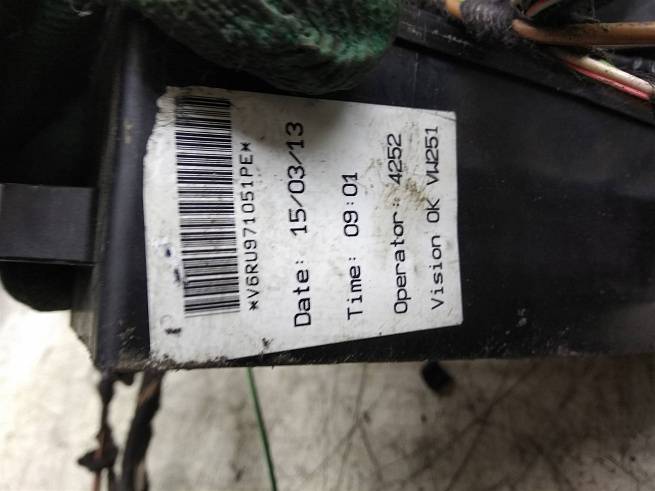 *V6RU971051PE*
Date: 15/03/13
Time: 09:01
Operator: 4252
Vision OK VW251